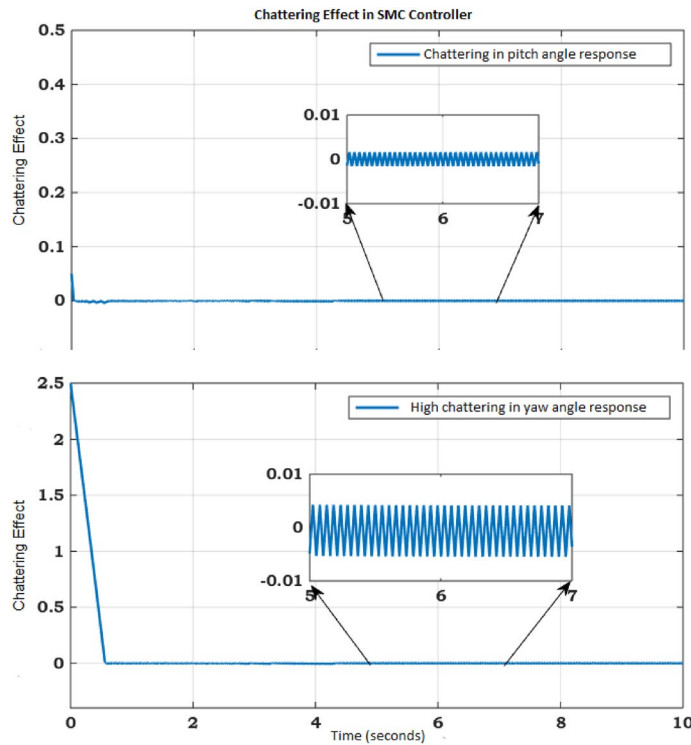 Chattering Effect in SMC Controller
0.5
Chattering in pitch angle response
0.4
0.3
0.2
0.1
0
Chattering Effect
0.01
0
-0.01
5 6 7
2.5
High chattering in yaw angle response
2
1.5
1
0.5
0
Chattering Effect
0.01
0
-0.01
5 6 7
0 2 4 6 8 10
Time (seconds)